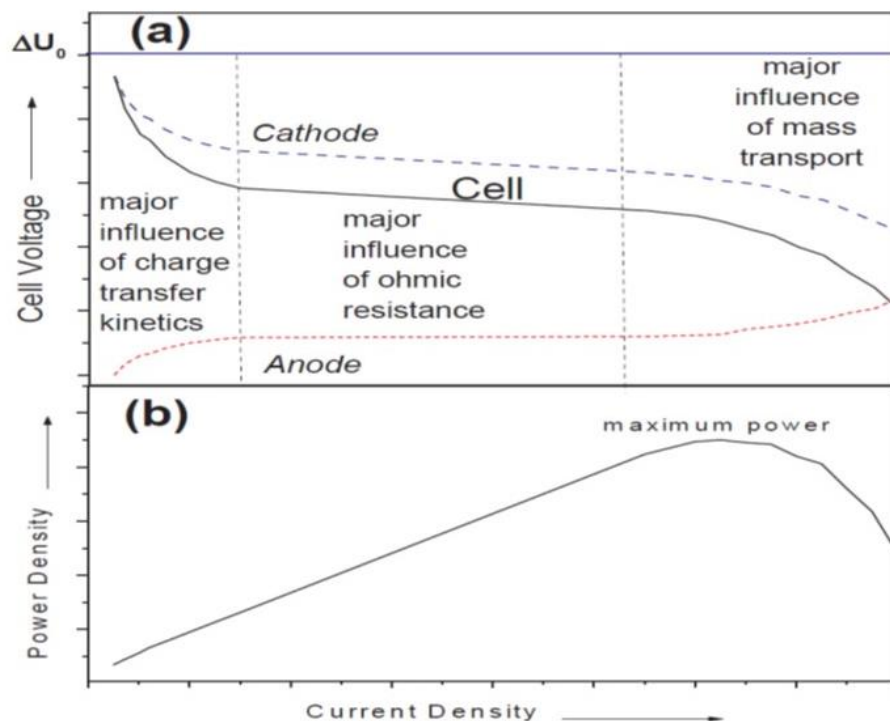 (a)
ΔU₀
Cell Voltage
Cathode
Cell
Anode
major
influence
of charge
transfer
kinetics
major
influence
of ohmic
resistance
major
influence
of mass
transport
(b)
maximum power
Power Density
Current Density